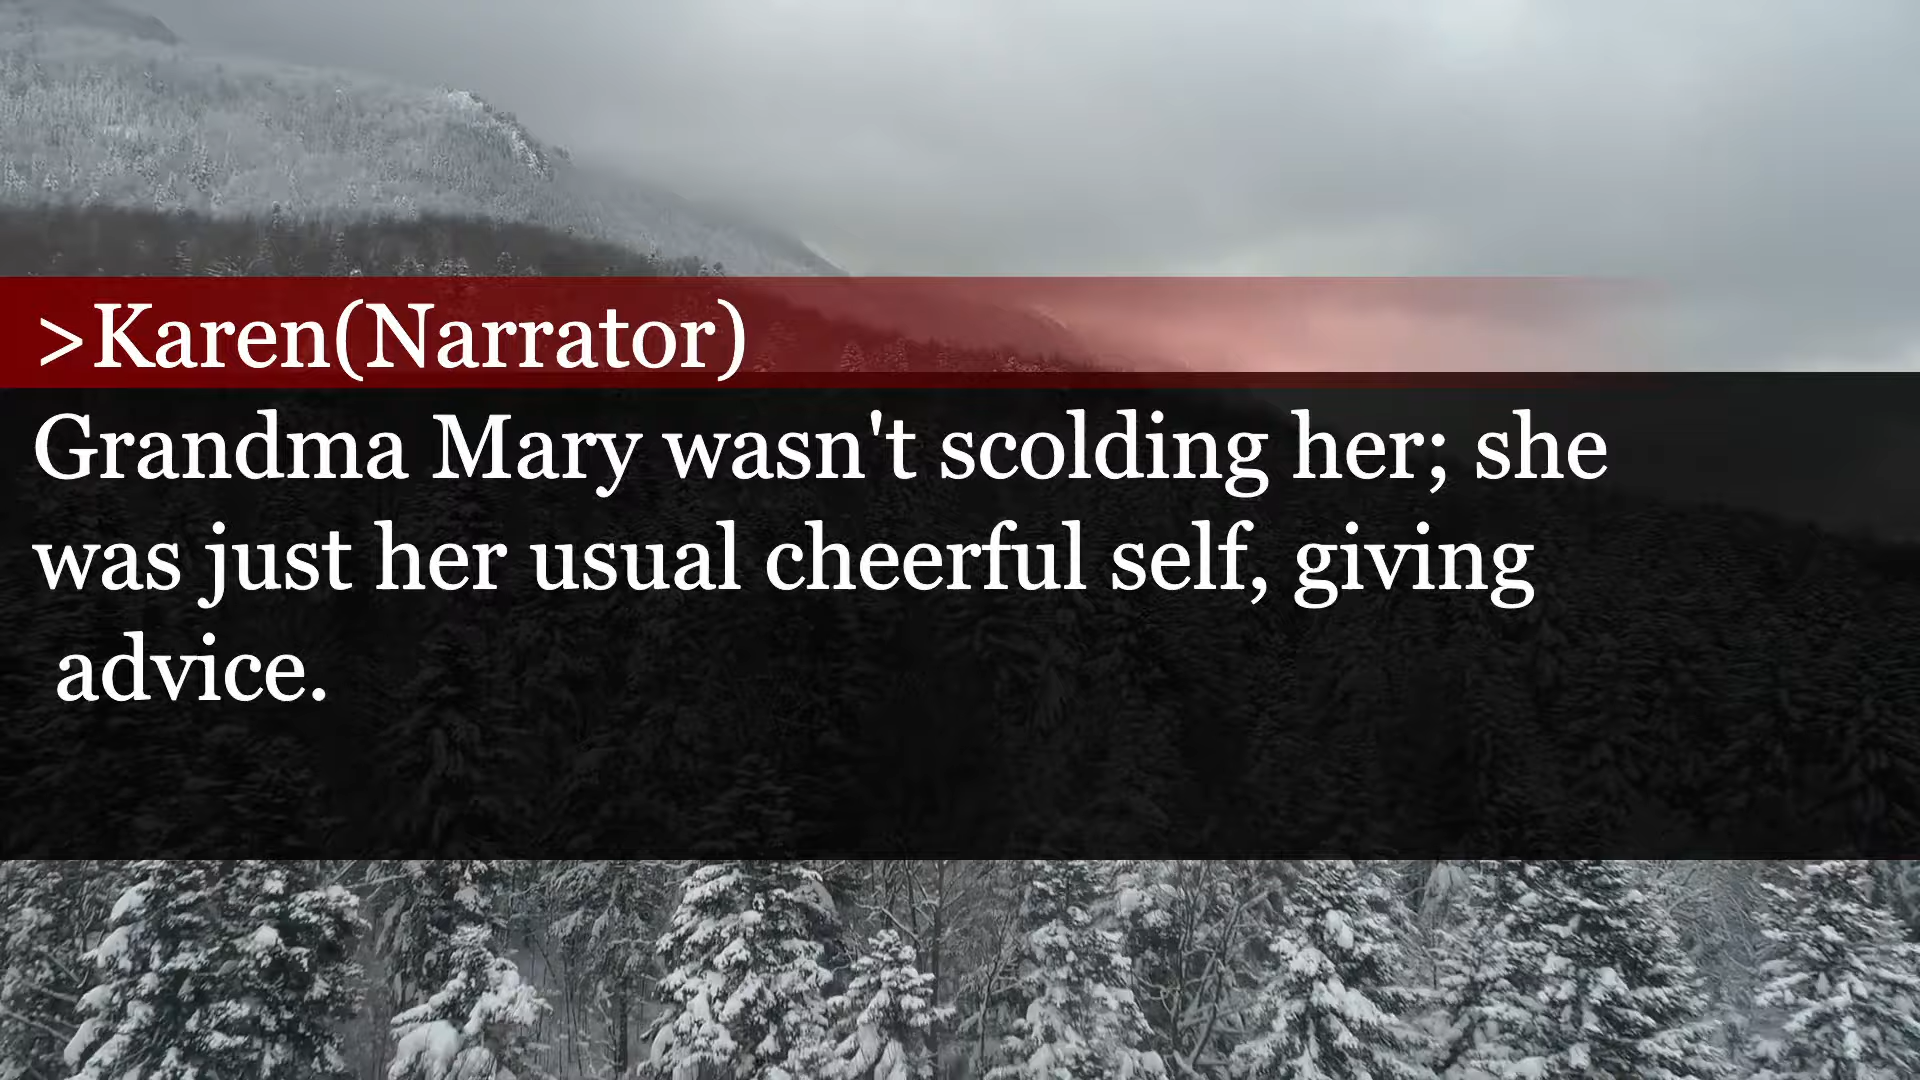 >Karen(Narrator)
Grandma Mary wasn't scolding her; she
was just her usual cheerful self, giving
advice.